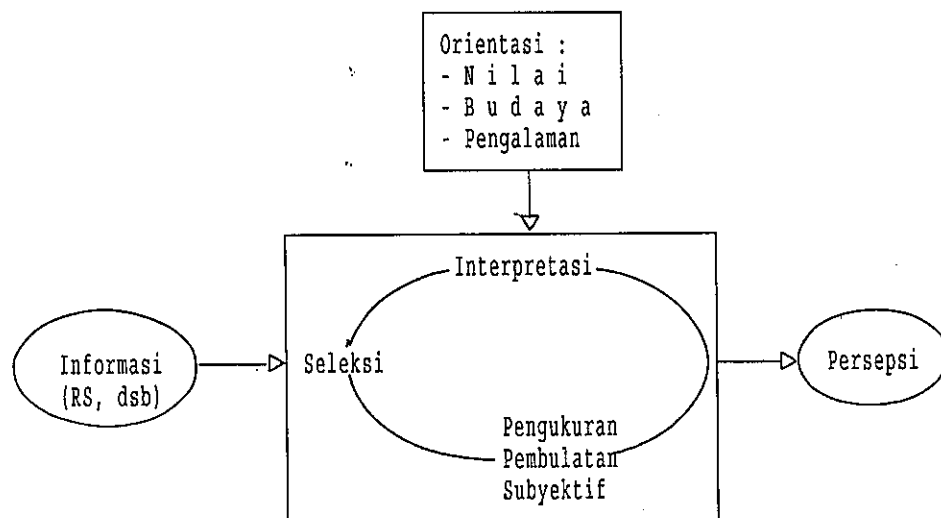 Orientasi :
- N i l a i
- B u d a y a
- Pengalaman
Interpretasi
Informasi
(RS, dsb)
Seleksi
Persepsi
Pengukuran
Pembulatan
Subyektif